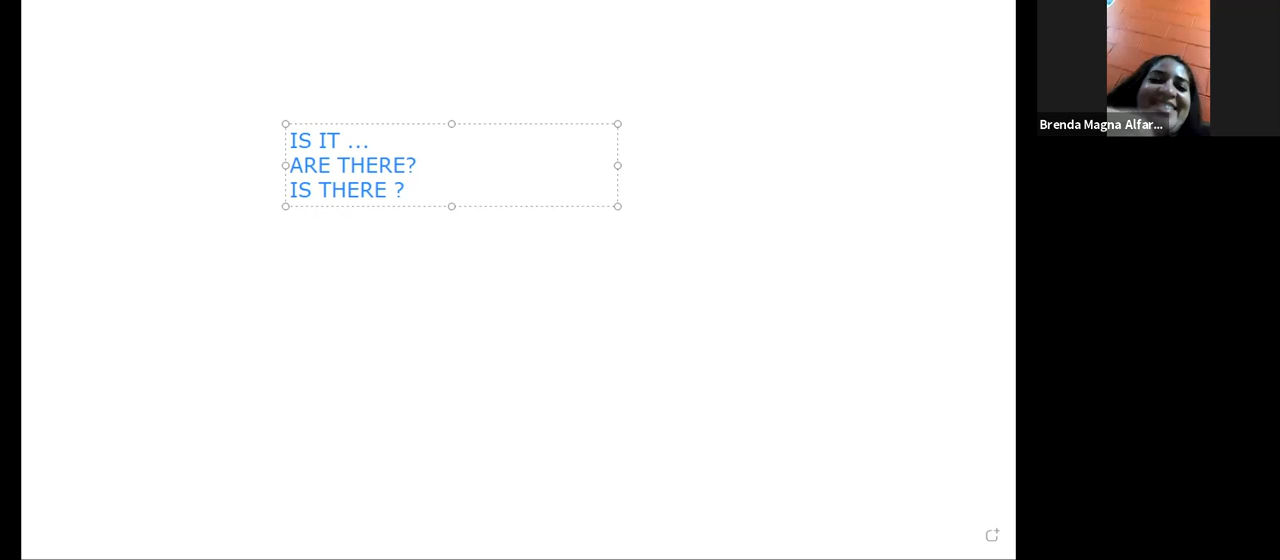 IS IT ...
ARE THERE?
IS THERE ?
Brenda Magna Alfar...